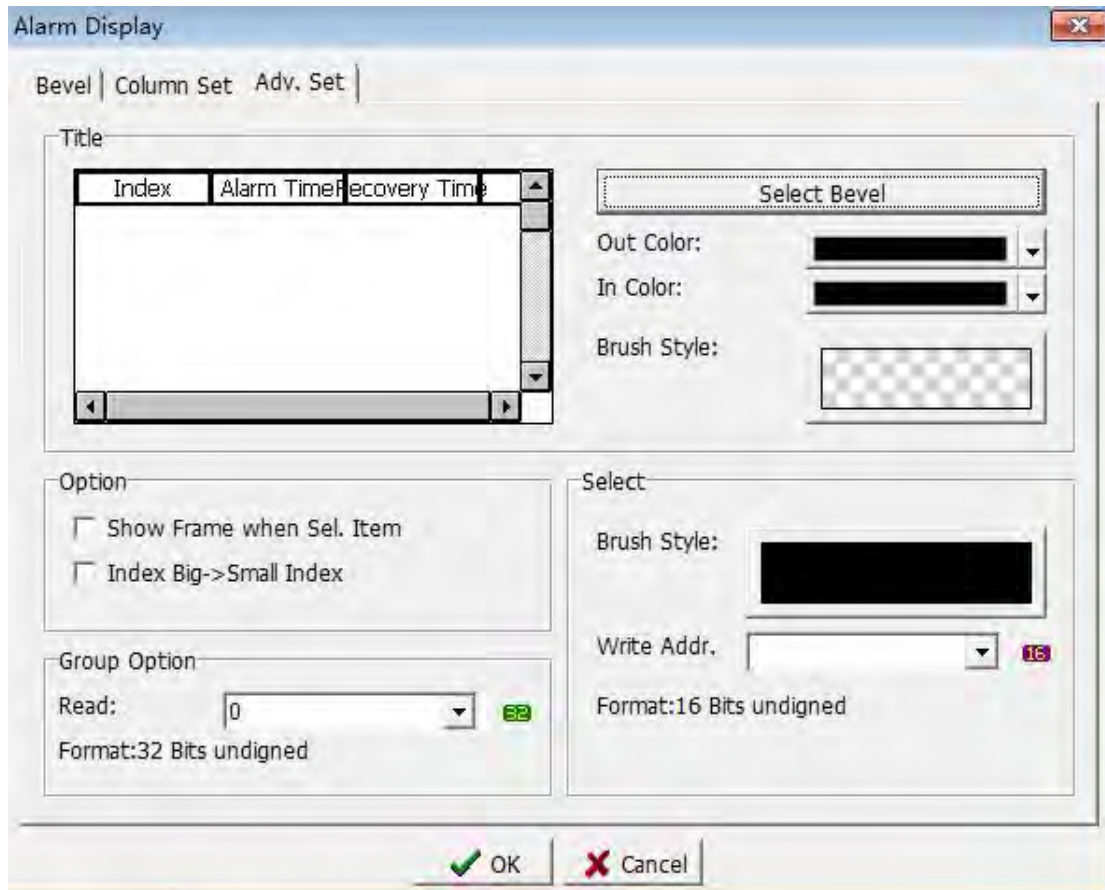 Alarm Display
Bevel Column Set Adv. Set
Title
Index Alarm Time Recovery Time
Select Bevel
Out Color:
In Color:
Brush Style:
Option
Show Frame when Sel. Item
Index Big->Small Index
Select
Brush Style:
Write Addr. 16
Format:16 Bits undigned
Group Option
Read: 0 32
Format:32 Bits undigned
OK Cancel